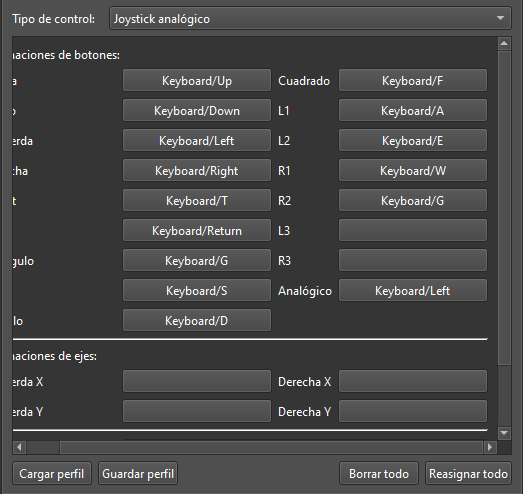 Tipo de control: Joystick analógico
naciones de botones:
a Keyboard/Up Cuadrado Keyboard/F
o Keyboard/Down L1 Keyboard/A
erda Keyboard/Left L2 Keyboard/E
cha Keyboard/Right R1 Keyboard/W
t Keyboard/T R2 Keyboard/G
Keyboard/Return L3
gulo Keyboard/G R3
Keyboard/S Analógico Keyboard/Left
lo Keyboard/D
naciones de ejes:
erda X Derecha X
erda Y Derecha Y
Cargar perfil Guardar perfil Borrar todo Reasignar todo